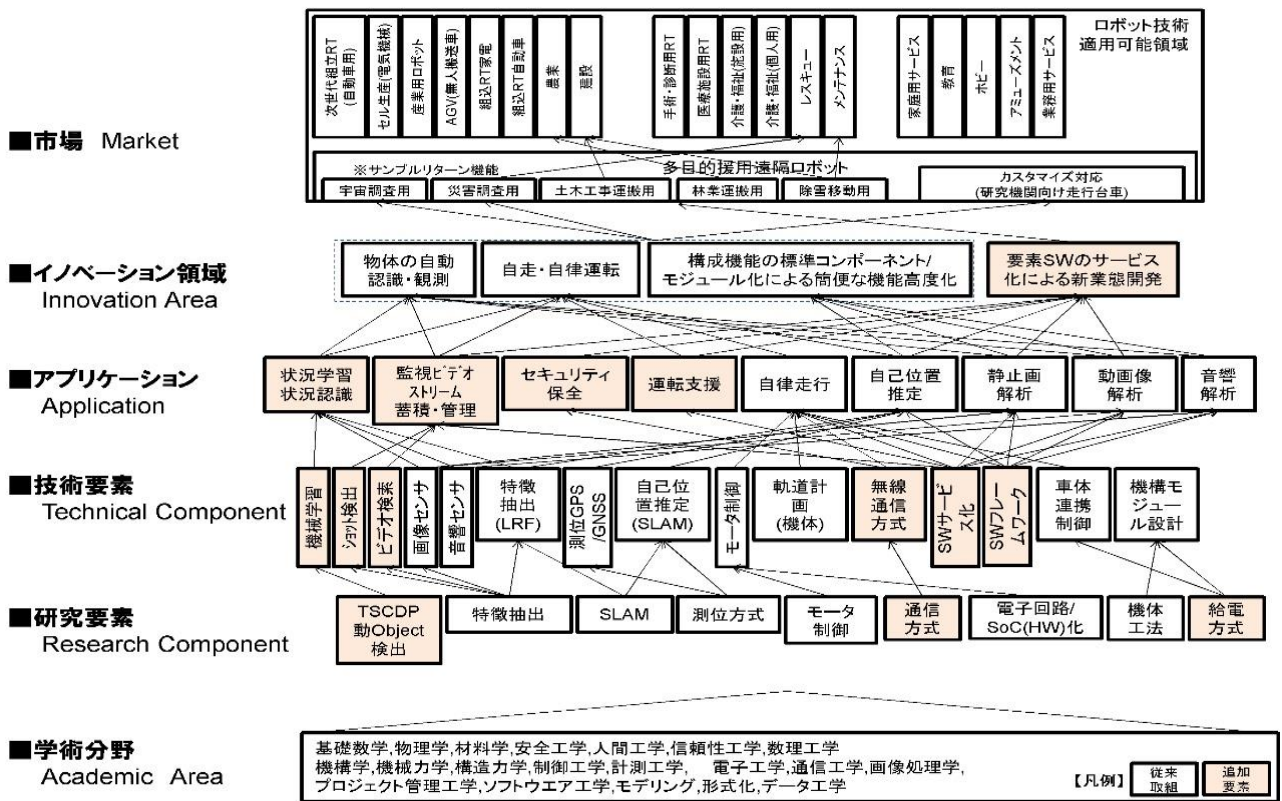 ロボット技術
適用可能領域
次世代組立RT
(自動車用)
セル生産(電気機械)
産業用ロボット
AGV(無人搬送車)
組込RT家電
組込RT自動車
農業
建設
手術・診断用RT
医療施設用RT
介護・福祉(施設用)
介護・福祉(個人用)
レスキュー
メンテナンス
家庭用サービス
教育
ホビー
アミューズメント
業務用サービス
■市場 Market
※サンプルリターン機能
多目的援用遠隔ロボット
宇宙調査用
災害調査用
土木工事運搬用
林業運搬用
除雪移動用
カスタマイズ対応
(研究機関向け走行台車)
■イノベーション領域
Innovation Area
物体の自動
認識・観測
自走・自律運転
構成機能の標準コンポーネント/
モジュール化による簡便な機能高度化
要素SWのサービス
化による新業態開発
■アプリケーション
Application
状況学習
状況認識
監視ビデオ
ストリーム
蓄積・管理
セキュリティ
保全
運転支援
自律走行
自己位置
推定
静止画
解析
動画像
解析
音響
解析
■技術要素
Technical Component
機械学習
ショット検出
ビデオ検索
画像センサ
音響センサ
特徴
抽出
(LRF)
測位GPS
/GNSS
自己位
置推定
(SLAM)
モータ制御
軌道計
画
(機体)
無線
通信
方式
SWサービ
ス化
SWフレー
ムワーク
車体
連携
制御
機構モ
ジュー
ル設計
■研究要素
Research Component
TSCDP
動Object
検出
特徴抽出
SLAM
測位方式
モータ
制御
通信
方式
電子回路/
SoC(HW)化
機体
工法
給電
方式
■学術分野
Academic Area
基礎数学,物理学,材料学,安全工学,人間工学,信頼性工学,数理工学
機構学,機械力学,構造力学,制御工学,計測工学, 電子工学,通信工学,画像処理学,
プロジェクト管理工学,ソフトウエア工学,モデリング,形式化,データ工学
【凡例】
従来
取組
追加
要素